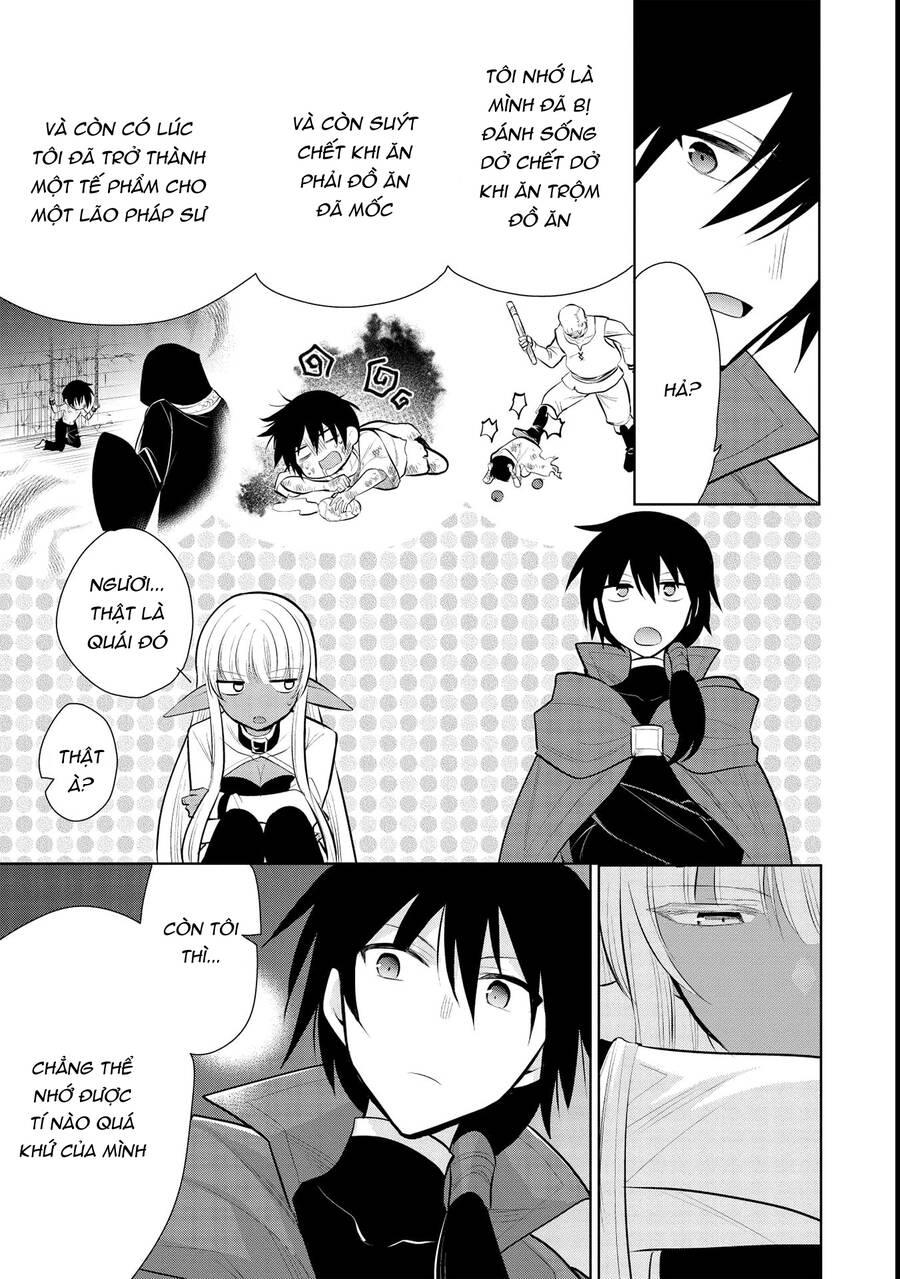 HẢ?
TÔI NHỚ LÀ
MÌNH ĐÃ BỊ
ĐÁNH SỐNG
DỞ CHẾT DỞ
KHI ĂN TRỘM
ĐỒ ĂN
VÀ CÒN SUÝT
CHẾT KHI ĂN
PHẢI ĐỒ ĂN
ĐÃ MỐC
VÀ CÒN CÓ LÚC
TÔI ĐÃ TRỞ THÀNH
MỘT TẾ PHẨM CHO
MỘT LÃO PHÁP SƯ
NGƯƠI...
THẬT LÀ
QUÁI ĐÓ
THẬT
À?
CÒN TÔI
THÌ...
CHẲNG THỂ
NHỚ ĐƯỢC
TÍ NÀO QUÁ
KHỨ CỦA MÌNH